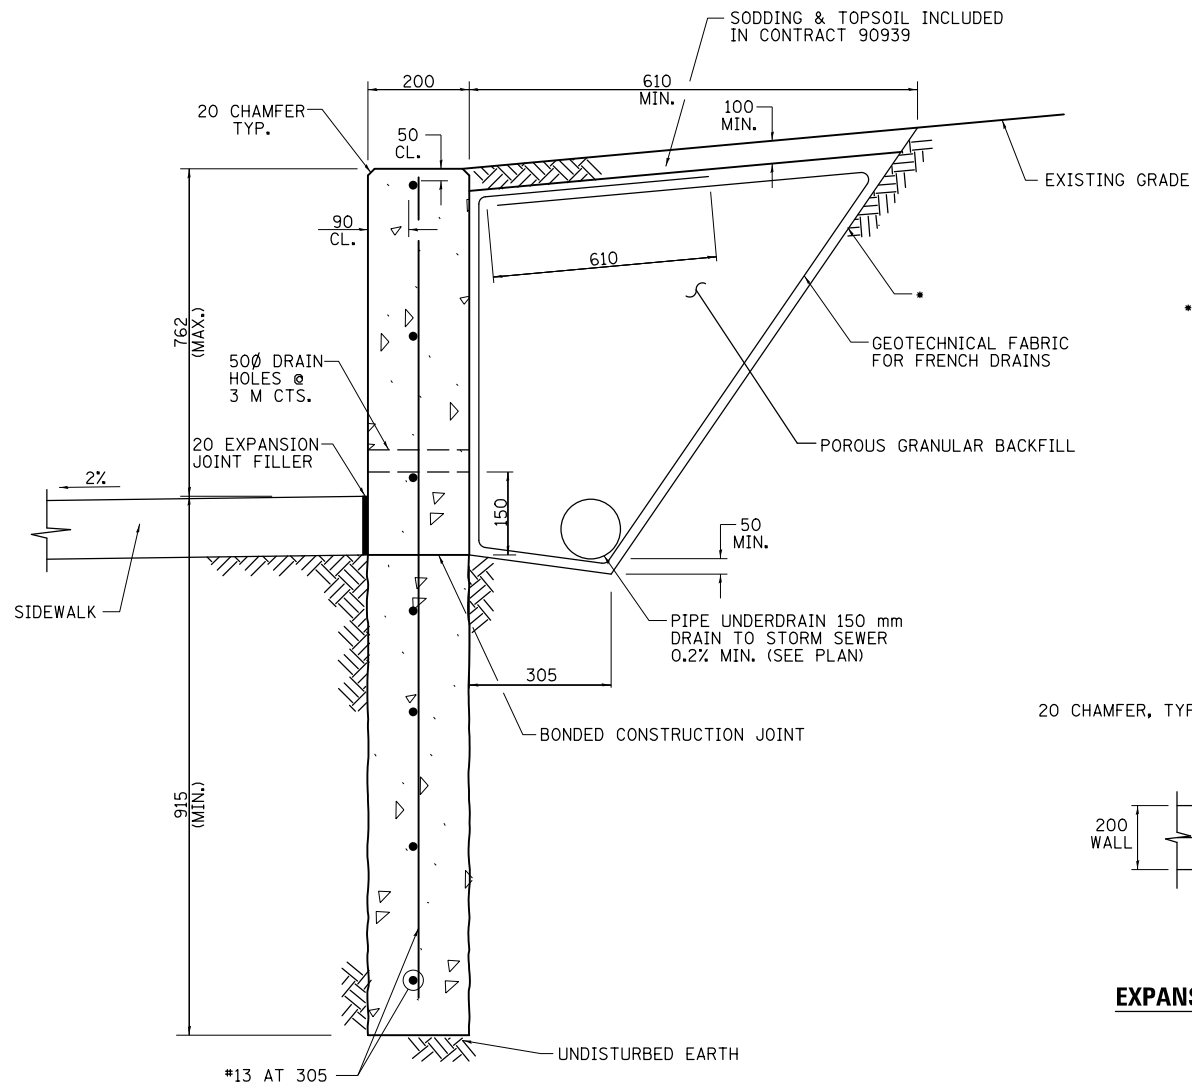 SODDING & TOPSOIL INCLUDED
IN CONTRACT 90939
200
610
MIN.
20 CHAMFER
TYP.
50
CL.
100
MIN.
EXISTING GRADE
90
CL.
610
*
*
762
(MAX.)
GEOTECHNICAL FABRIC
FOR FRENCH DRAINS
50Ø DRAIN
HOLES @
3 M CTS.
POROUS GRANULAR BACKFILL
20 EXPANSION
JOINT FILLER
2%
150
50
MIN.
SIDEWALK
PIPE UNDERDRAIN 150 mm
DRAIN TO STORM SEWER
0.2% MIN. (SEE PLAN)
305
20 CHAMFER, TYP
BONDED CONSTRUCTION JOINT
915
(MIN.)
200
WALL
EXPANS
UNDISTURBED EARTH
#13 AT 305